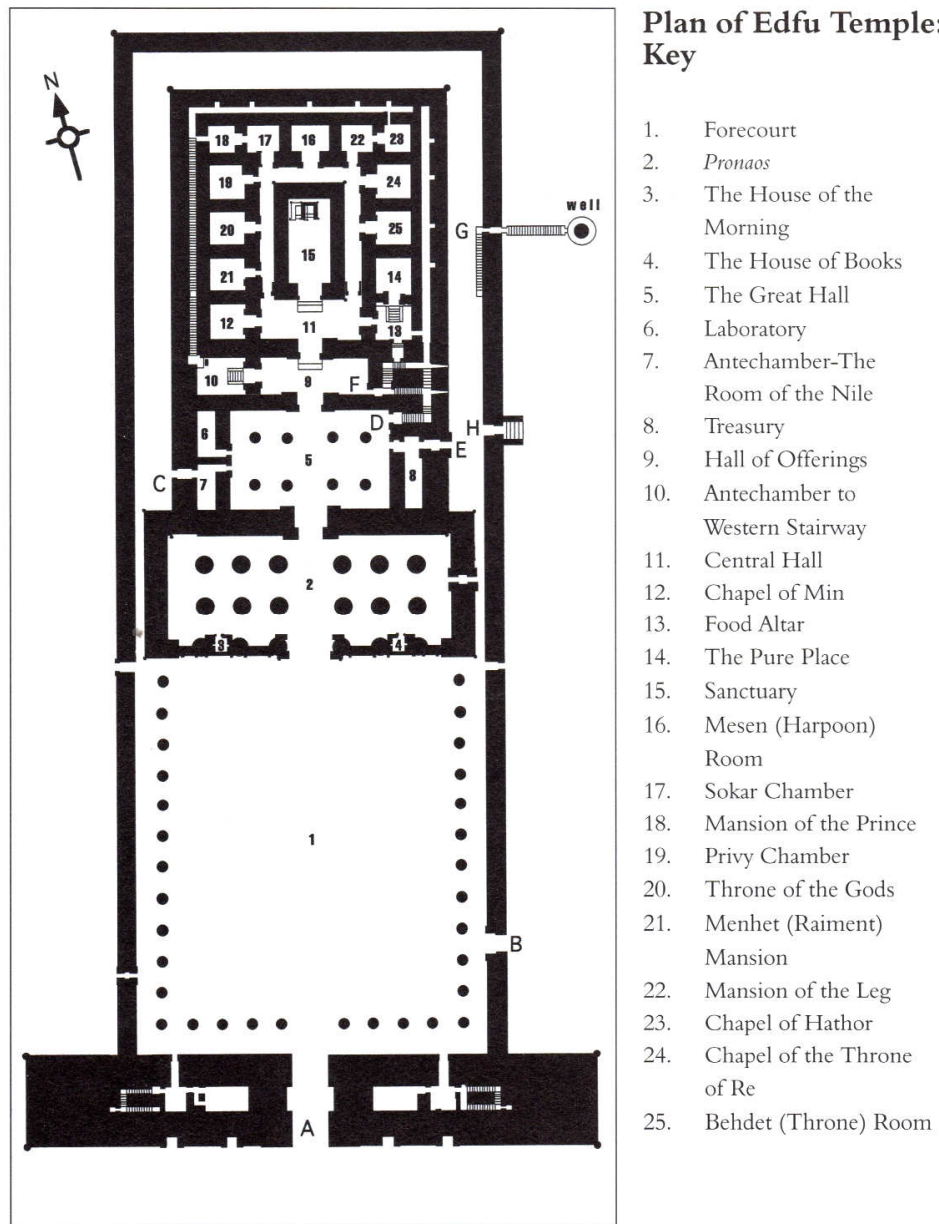 Plan of Edfu Temple:
Key
1. Forecourt
2. Pronaos
3. The House of the
Morning
4. The House of Books
5. The Great Hall
6. Laboratory
7. Antechamber-The
Room of the Nile
8. Treasury
9. Hall of Offerings
10. Antechamber to
Western Stairway
11. Central Hall
12. Chapel of Min
13. Food Altar
14. The Pure Place
15. Sanctuary
16. Mesen (Harpoon)
Room
17. Sokar Chamber
18. Mansion of the Prince
19. Privy Chamber
20. Throne of the Gods
21. Menhet (Raiment)
Mansion
22. Mansion of the Leg
23. Chapel of Hathor
24. Chapel of the Throne
of Re
25. Behdet (Throne) Room
N
18 17 16 22 23
19 24
well
20 25
G
15
21 14
12 11 13
10 9 F
D H
6 5 E
C 7 8
2
3 4
1
B
A